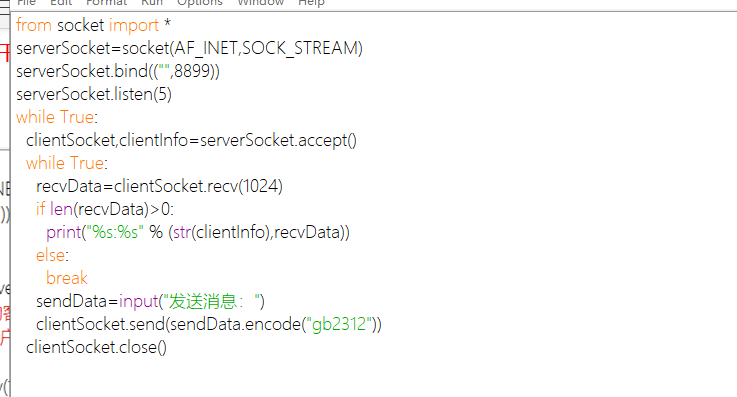 File Edit Format Run Options Window Help
from socket import *
serverSocket=socket(AF_INET,SOCK_STREAM)
serverSocket.bind(("",8899))
serverSocket.listen(5)
while True:
  clientSocket,clientInfo=serverSocket.accept()
  while True:
    recvData=clientSocket.recv(1024)
    if len(recvData)>0:
      print("%s:%s" % (str(clientInfo),recvData))
    else:
      break
    sendData=input("发送消息：")
    clientSocket.send(sendData.encode("gb2312"))
  clientSocket.close()